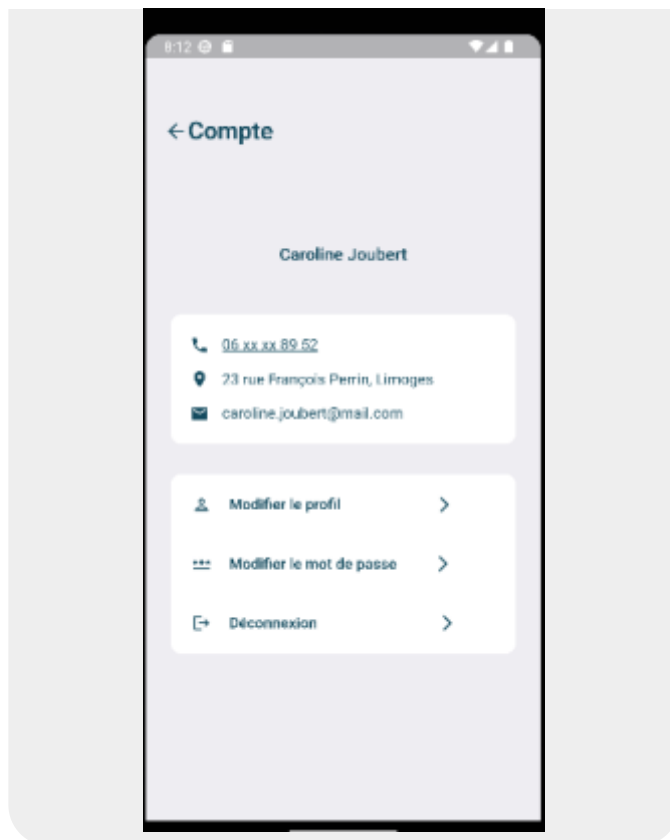 8:12
Compte
Caroline Joubert
06 xx xx 89 52
23 rue François Perrin, Limoges
caroline.joubert@mail.com
Modifier le profil
Modifier le mot de passe
Déconnexion